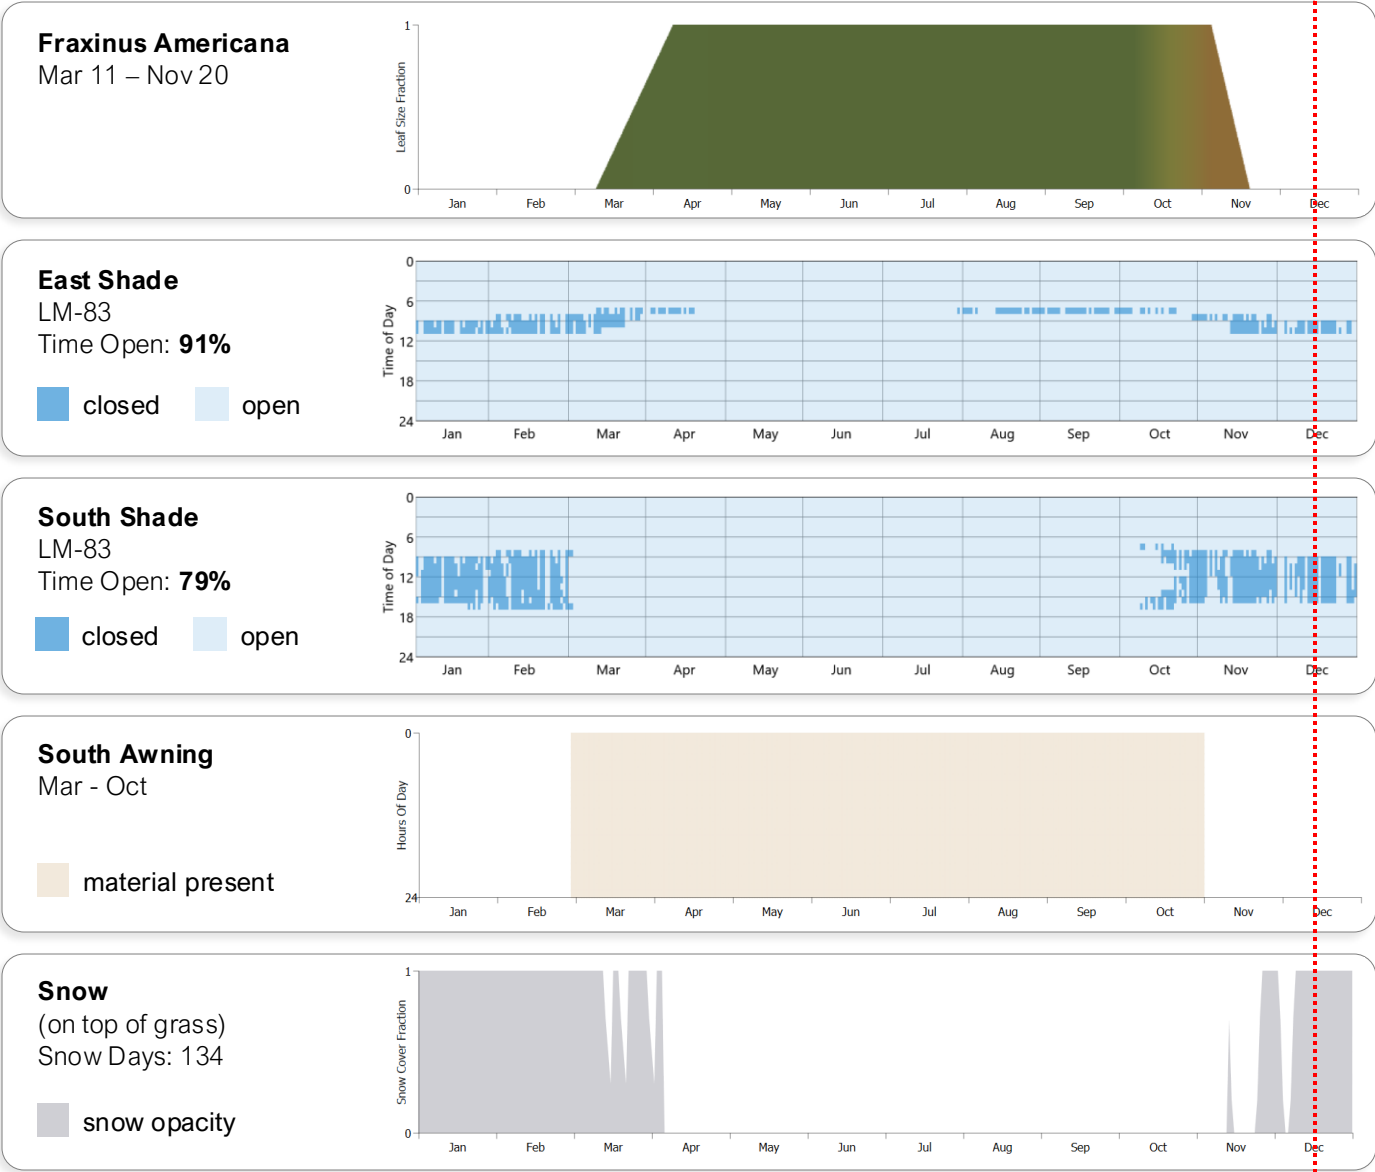 Fraxinus Americana
Mar 11 – Nov 20
Leaf Size Fraction
1
0
Jan Feb Mar Apr May Jun Jul Aug Sep Oct Nov Dec
East Shade
LM-83
Time Open: 91%
closed open
Time of Day
0
6
12
18
24
Jan Feb Mar Apr May Jun Jul Aug Sep Oct Nov Dec
South Shade
LM-83
Time Open: 79%
closed open
Time of Day
0
6
12
18
24
Jan Feb Mar Apr May Jun Jul Aug Sep Oct Nov Dec
South Awning
Mar - Oct
material present
Hours Of Day
0
24
Jan Feb Mar Apr May Jun Jul Aug Sep Oct Nov Dec
Snow
(on top of grass)
Snow Days: 134
snow opacity
Snow Cover Fraction
1
0
Jan Feb Mar Apr May Jun Jul Aug Sep Oct Nov Dec